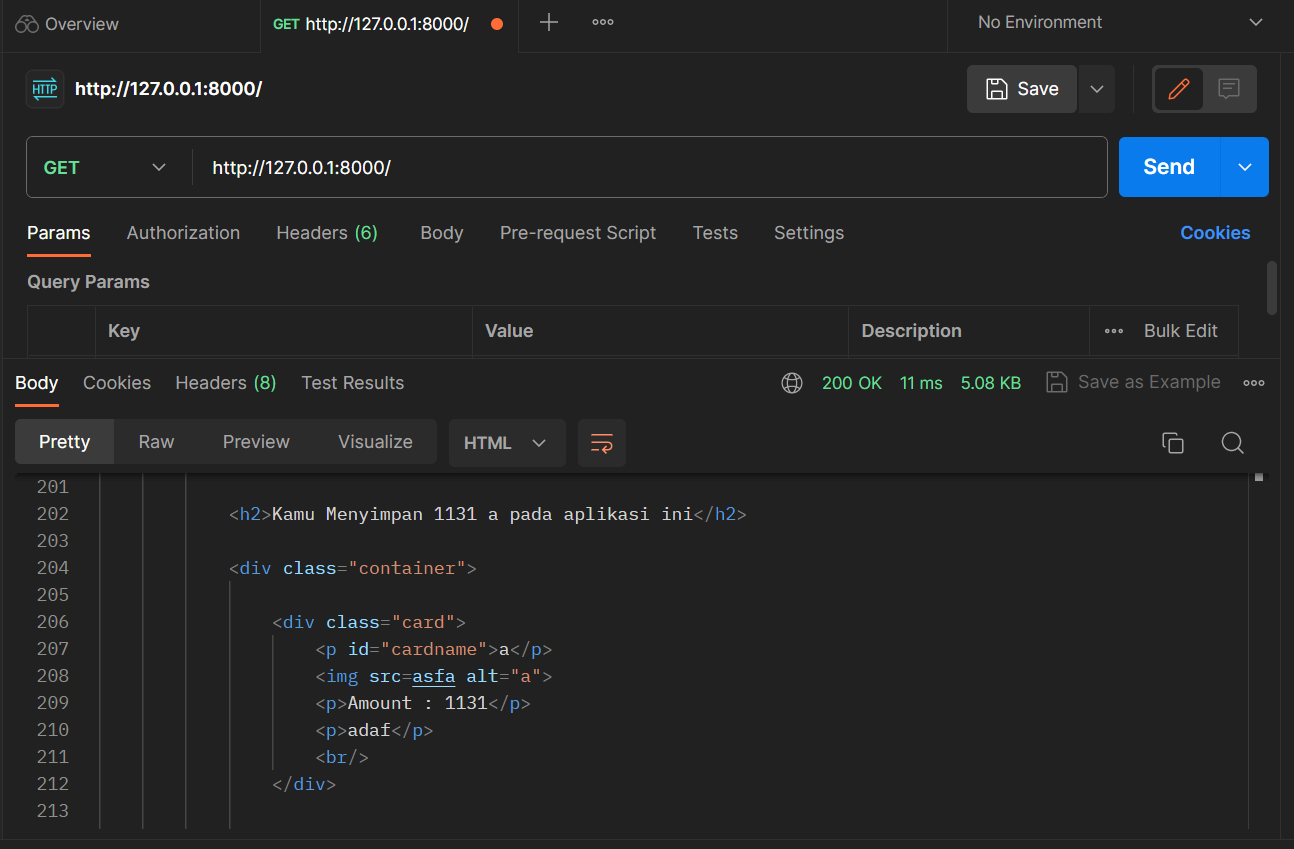 Overview GET http://127.0.0.1:8000/ No Environment
HTTP http://127.0.0.1:8000/ Save
GET http://127.0.0.1:8000/ Send
Params Authorization Headers (6) Body Pre-request Script Tests Settings Cookies
Query Params
Key Value Description Bulk Edit
Body Cookies Headers (8) Test Results 200 OK 11 ms 5.08 KB Save as Example
Pretty Raw Preview Visualize HTML
201
202 <h2>Kamu Menyimpan 1131 a pada aplikasi ini</h2>
203
204 <div class="container">
205
206 <div class="card">
207 <p id="cardname">a</p>
208 <img src=asfa alt="a">
209 <p>Amount : 1131</p>
210 <p>adaf</p>
211 <br/>
212 </div>
213